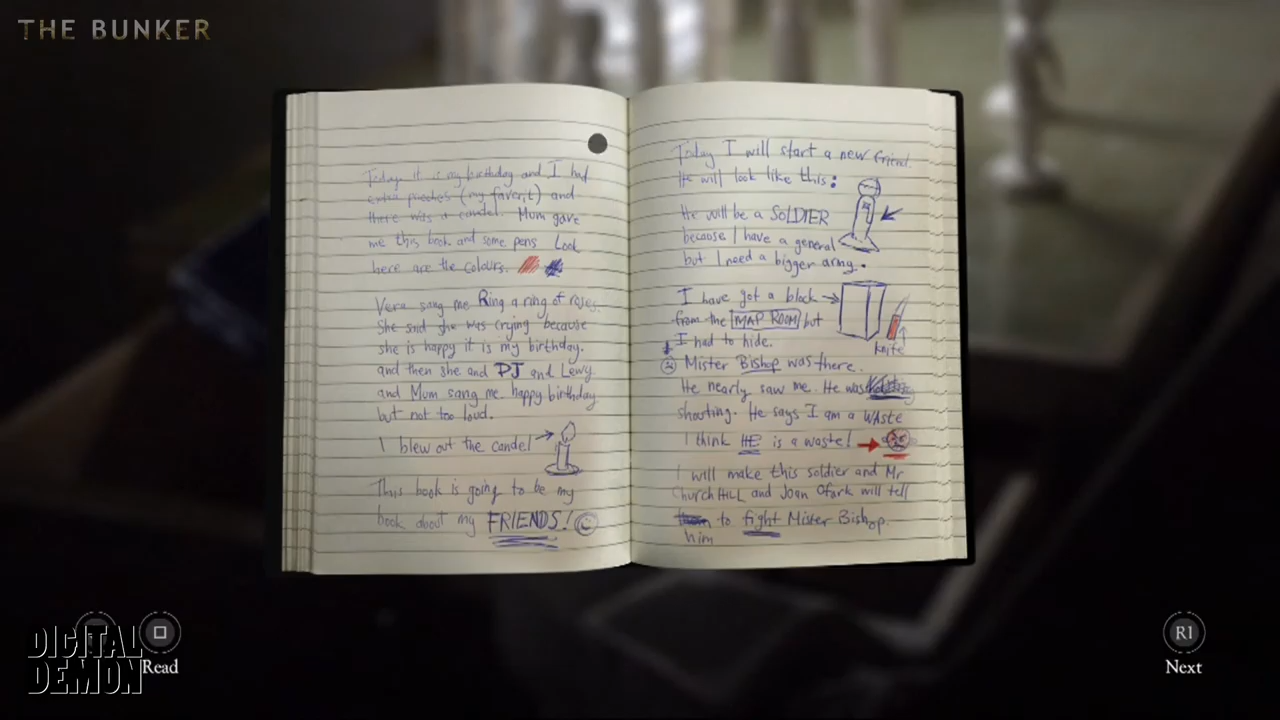 THE BUNKER
Today it is my birthday and I had
extra peaches (my faverit) and
there was a candel. Mum gave
me this book and some pens Look
here are the colours.
Vera sang me Ring a ring of roses.
She said she was crying because
she is happy it is my birthday.
and then she and DJ and Lewy
and Mum sang me happy birthday
but not too loud.
I blew out the candel
This book is going to be my
book about my FRIENDS!
Today I will start a new friend.
He will look like this:
He will be a SOLDIER
because I have a general
but I need a bigger army.
I have got a block
from the MAP ROOM but
I had to hide.
knife
Mister Bishop was there.
He nearly saw me. He was
shouting. He says I am a WASTE
I think HE is a waste!
I will make this soldier and Mr
ChurchHILL and Joan Ofark will tell
to fight Mister Bishop.
him
DIGITAL
DEMON
Read
R1
Next